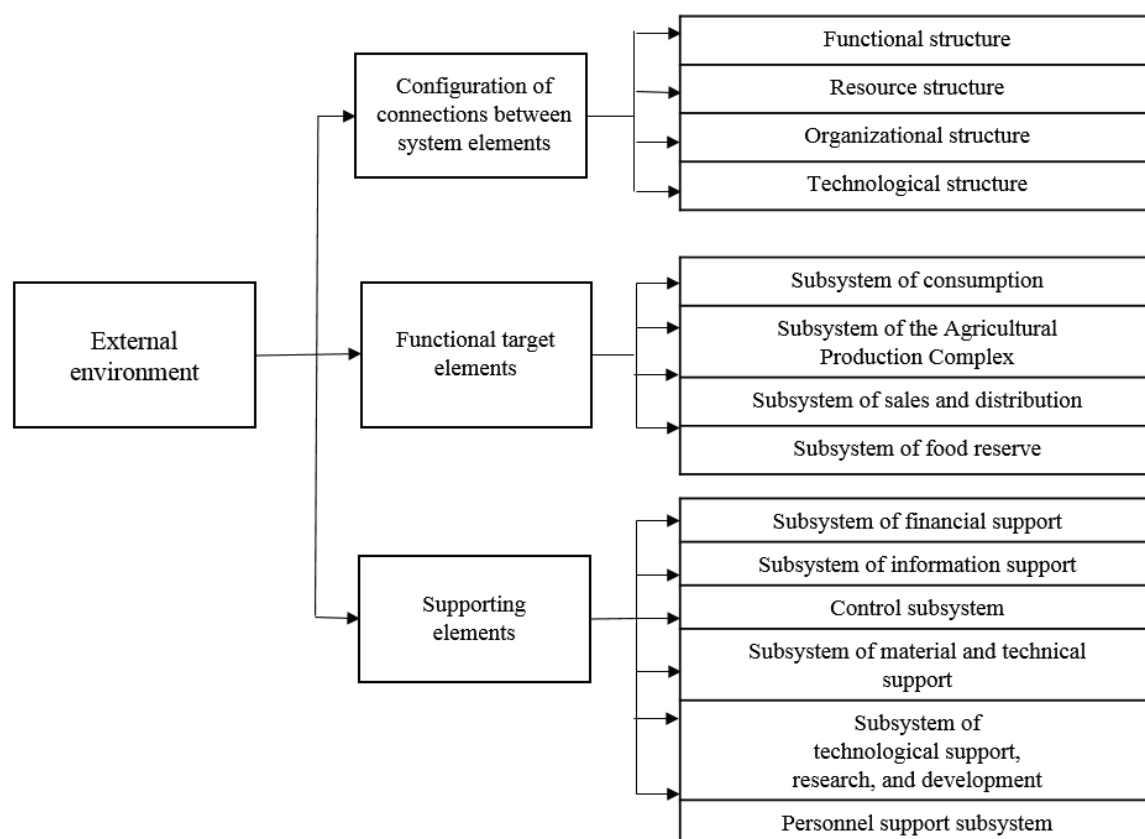 External
environment
Configuration of
connections between
system elements
Functional structure
Resource structure
Organizational structure
Technological structure
Functional target
elements
Subsystem of consumption
Subsystem of the Agricultural
Production Complex
Subsystem of sales and distribution
Subsystem of food reserve
Supporting
elements
Subsystem of financial support
Subsystem of information support
Control subsystem
Subsystem of material and technical
support
Subsystem of
technological support,
research, and development
Personnel support subsystem